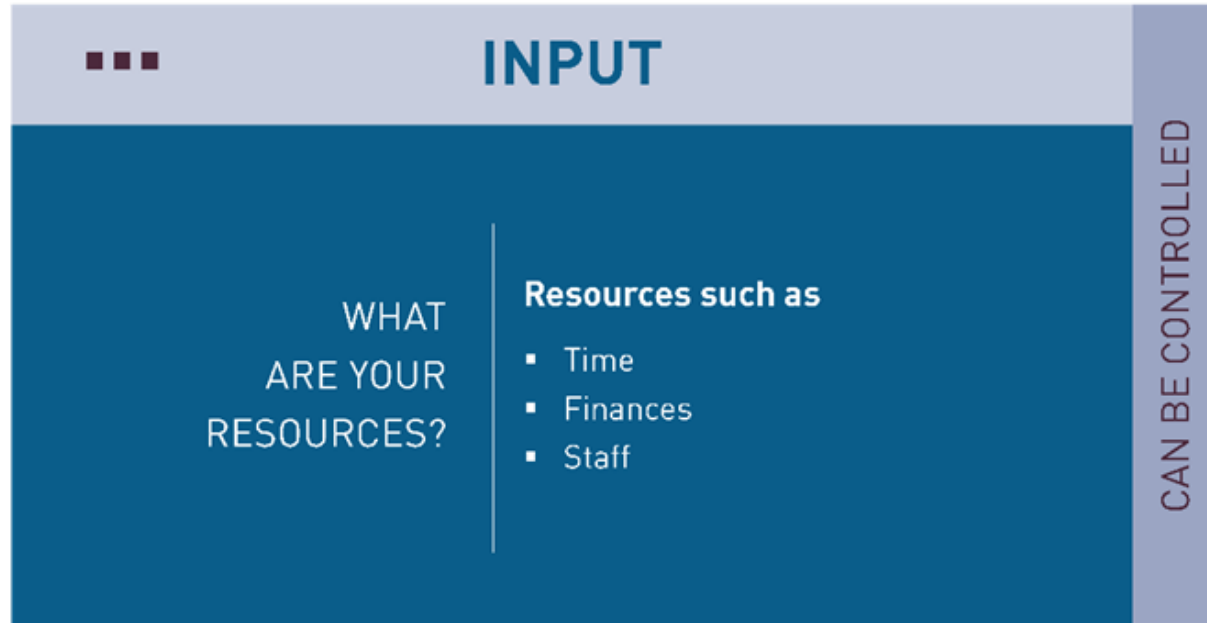 INPUT
WHAT
ARE YOUR
RESOURCES?
Resources such as
▪ Time
▪ Finances
▪ Staff
CAN BE CONTROLLED